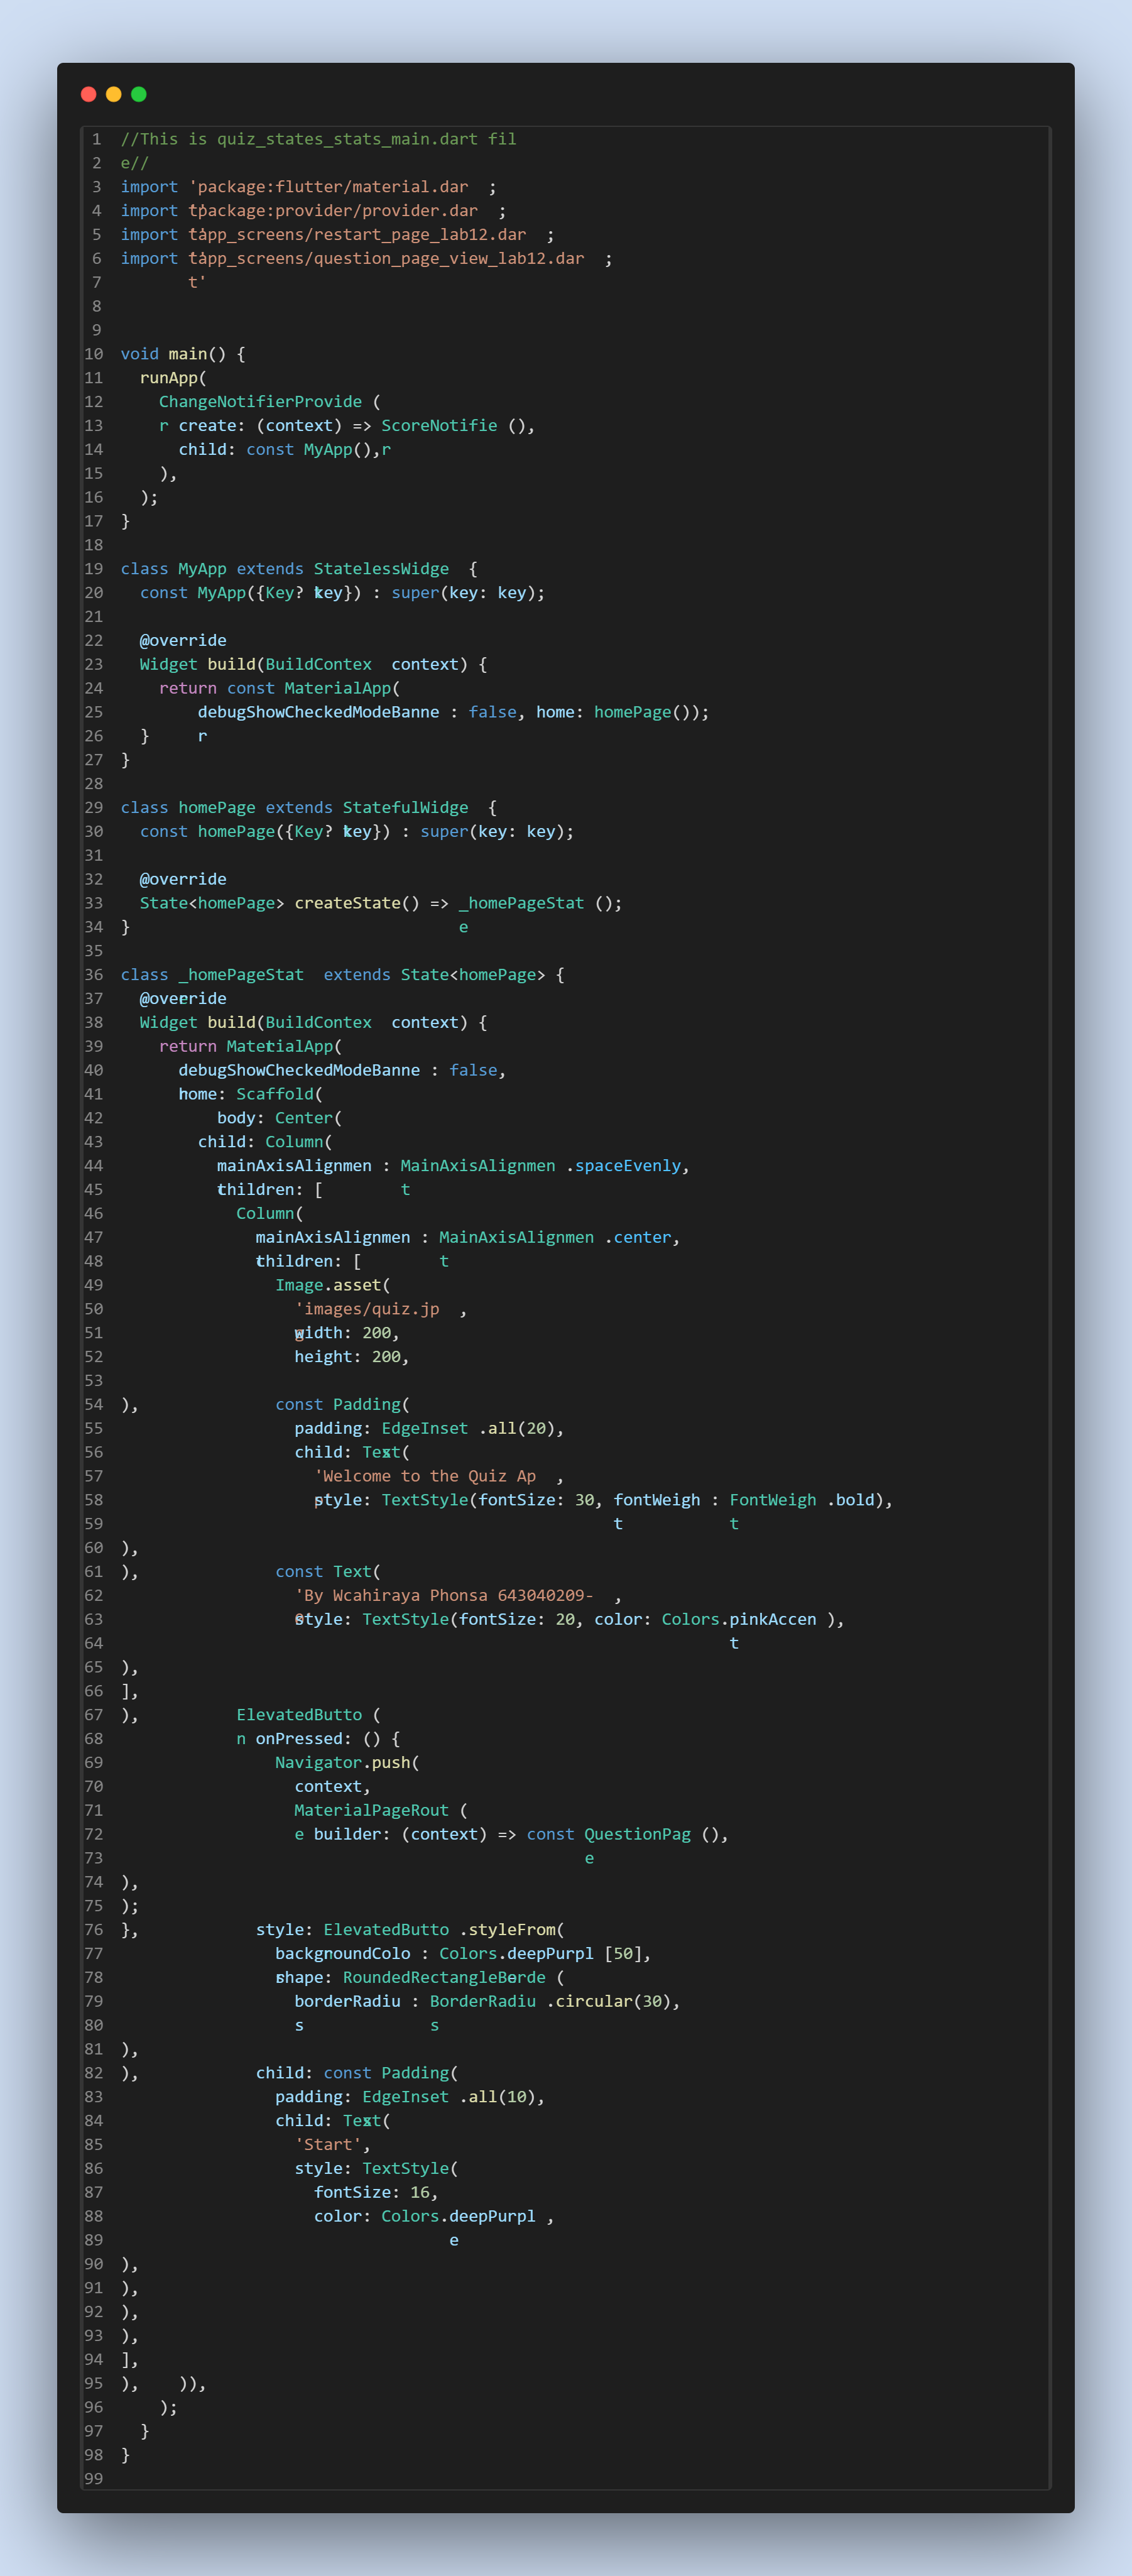 1 //This is quiz_states_stats_main.dart fil
2 e//
3 import 'package:flutter/material.dar  ;
4 import t'package:provider/provider.dar  ;
5 import t'app_screens/restart_page_lab12.dar  ;
6 import t'app_screens/question_page_view_lab12.dar  ;
7 t'
8
9
10 void main() {
11 runApp(
12 ChangeNotifierProvide (
13 r create: (context) => ScoreNotifie (),
14 child: const MyApp(),r
15 ),
16 );
17 }
18
19 class MyApp extends StatelessWidge  {
20 const MyApp({Key? key}) : super(key: key);
21
22 @override
23 Widget build(BuildContex  context) {
24 return const MaterialApp(
25 debugShowCheckedModeBanne : false, home: homePage());
26 } r
27 }
28
29 class homePage extends StatefulWidge  {
30 const homePage({Key? key}) : super(key: key);
31
32 @override
33 State<homePage> createState() => _homePageStat ();
34 } e
35
36 class _homePageStat  extends State<homePage> {
37 @override
38 Widget build(BuildContex  context) {
39 return MaterialApp(
40 debugShowCheckedModeBanne : false,
41 home: Scaffold(
42 body: Center(
43 child: Column(
44 mainAxisAlignmen : MainAxisAlignmen .spaceEvenly,
45 children: [ t
46 Column(
47 mainAxisAlignmen : MainAxisAlignmen .center,
48 children: [ t
49 Image.asset(
50 'images/quiz.jp  ,
51 width: 200,
52 height: 200,
53
54 ), const Padding(
55 padding: EdgeInset .all(20),
56 child: Text(
57 'Welcome to the Quiz Ap  ,
58 style: TextStyle(fontSize: 30, fontWeigh : FontWeigh .bold),
59 t t
60 ),
61 ), const Text(
62 'By Wcahiraya Phonsa 643040209-  ,
63 style: TextStyle(fontSize: 20, color: Colors.pinkAccen ),
64 t
65 ),
66 ],
67 ), ElevatedButto (
68 n onPressed: () {
69 Navigator.push(
70 context,
71 MaterialPageRout (
72 e builder: (context) => const QuestionPag (),
73 e
74 ),
75 );
76 }, style: ElevatedButto .styleFrom(
77 backgroundColo : Colors.deepPurpl [50],
78 shape: RoundedRectangleBorde (
79 borderRadiu : BorderRadiu .circular(30),
80 s s
81 ),
82 ), child: const Padding(
83 padding: EdgeInset .all(10),
84 child: Text(
85 'Start',
86 style: TextStyle(
87 fontSize: 16,
88 color: Colors.deepPurpl ,
89 e
90 ),
91 ),
92 ),
93 ),
94 ],
95 ), )),
96 );
97 }
98 }
99